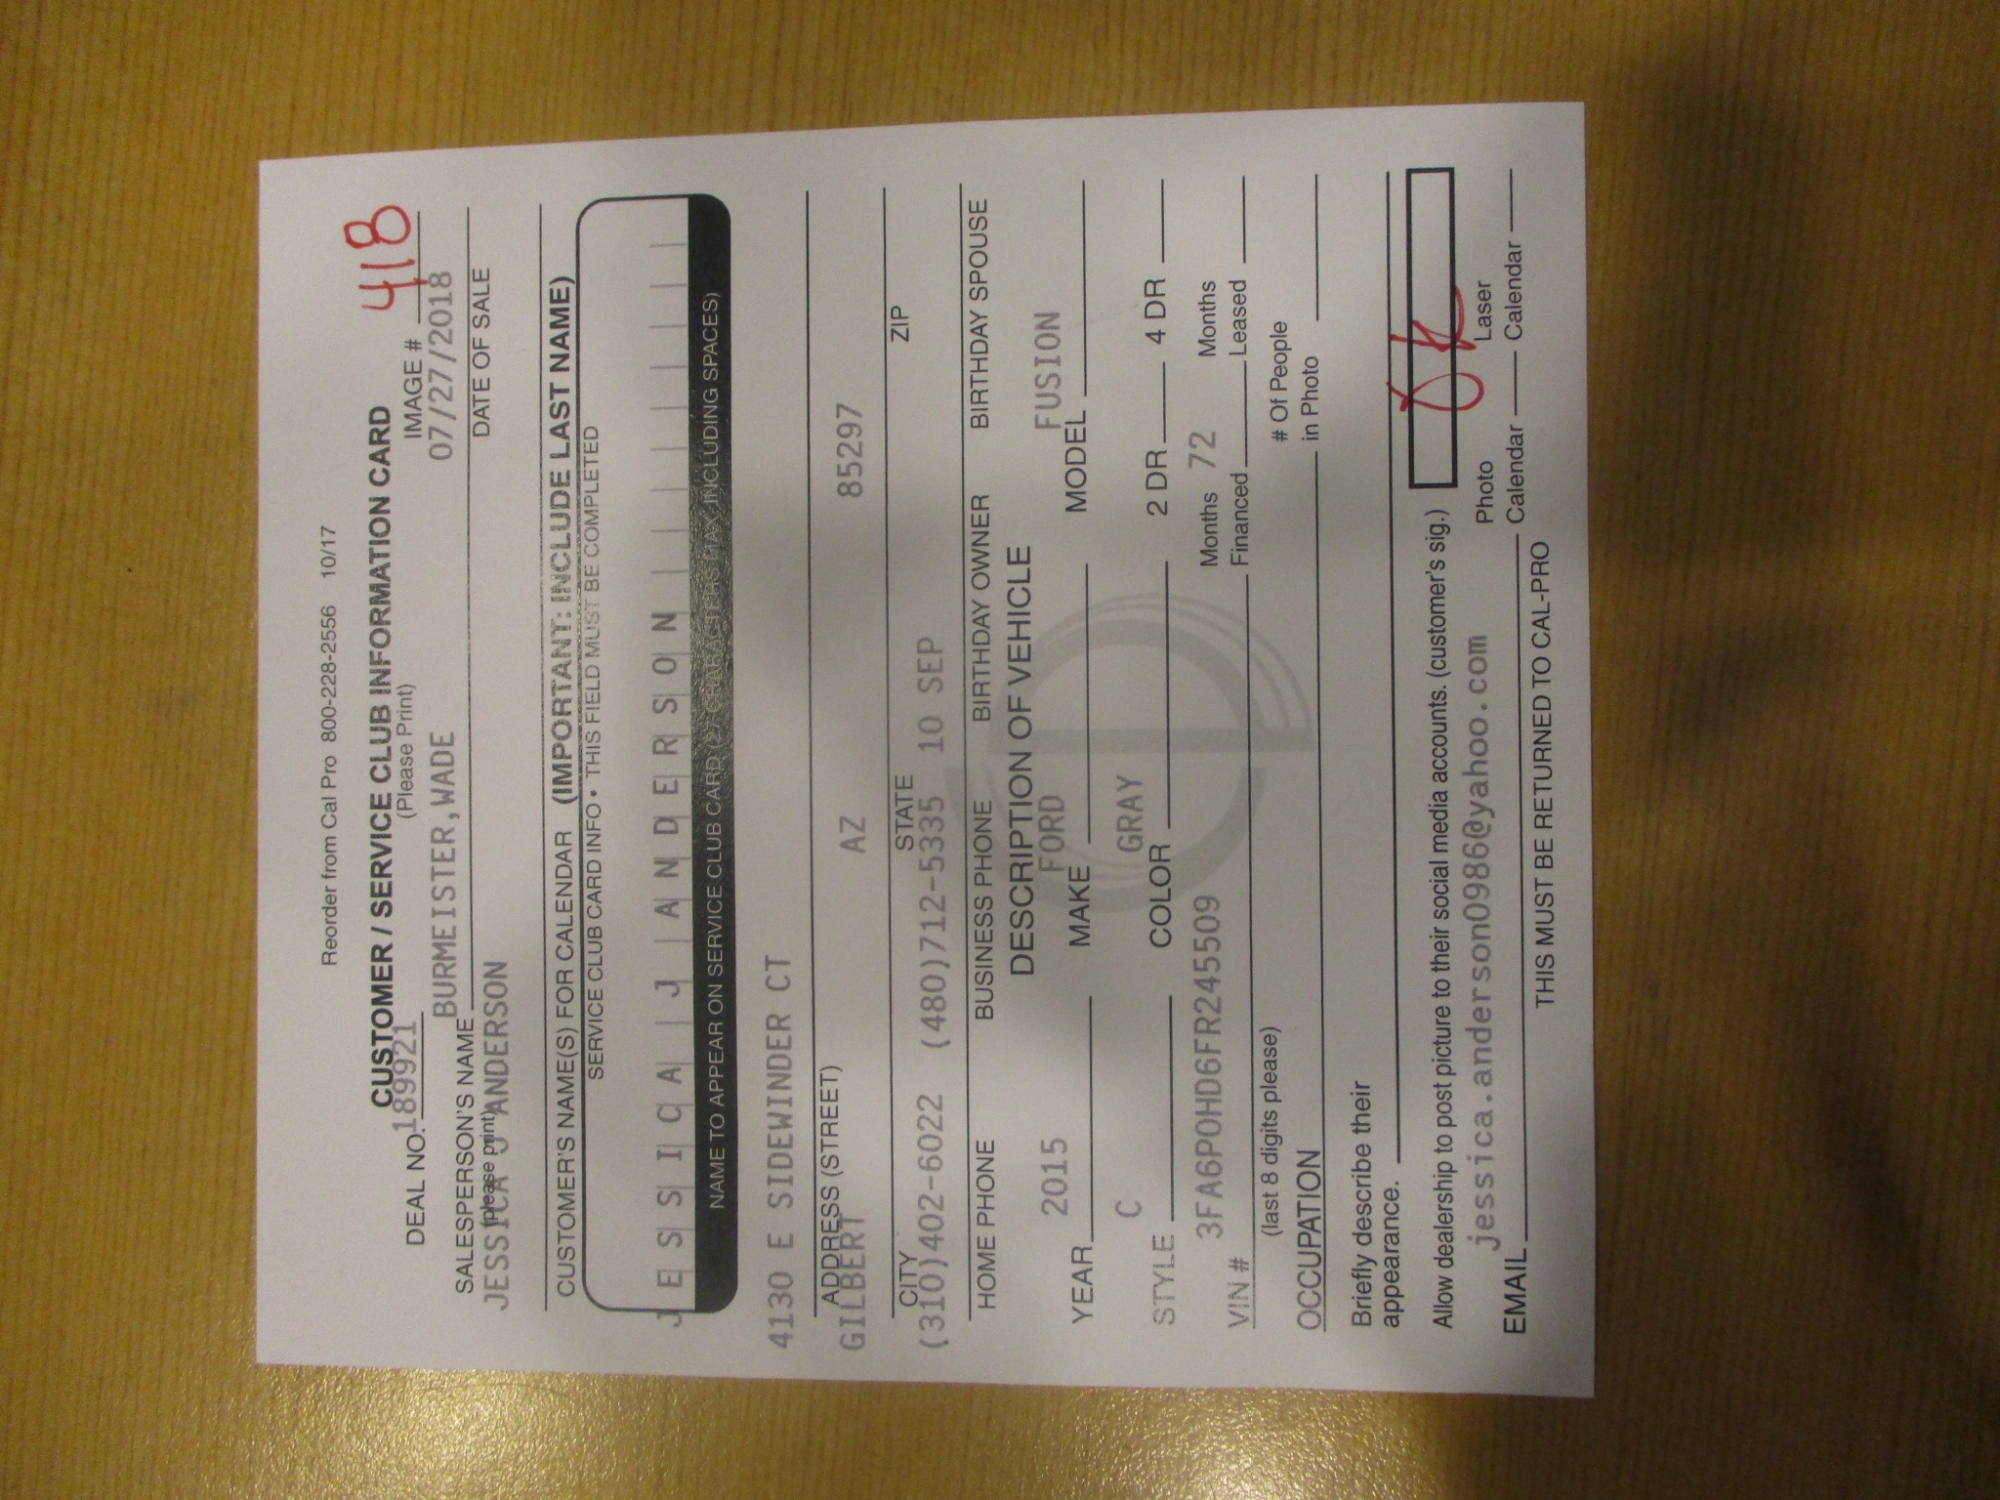 Reorder from Cal Pro 800-228-2556 10/17
CUSTOMER / SERVICE CLUB INFORMATION CARD
(Please Print)
DEAL NO. 189921 IMAGE # 418
BURMEISTER,WADE 07/27/2018
SALESPERSON'S NAME DATE OF SALE
(please print)
JESSICA J ANDERSON
CUSTOMER'S NAME(S) FOR CALENDAR (IMPORTANT: INCLUDE LAST NAME)
SERVICE CLUB CARD INFO • THIS FIELD MUST BE COMPLETED
JESSICA J ANDERSON
NAME TO APPEAR ON SERVICE CLUB CARD (27 CHARACTERS MAX, INCLUDING SPACES)
4130 E SIDEWINDER CT
ADDRESS (STREET)
GILBERT AZ 85297
CITY STATE ZIP
(310)402-6022 (480)712-5335 10 SEP
HOME PHONE BUSINESS PHONE BIRTHDAY OWNER BIRTHDAY SPOUSE
DESCRIPTION OF VEHICLE
YEAR 2015 MAKE FORD MODEL FUSION
STYLE C COLOR GRAY 2 DR 4 DR
VIN # 3FA6P0HD6FR245509 Months Financed 72 Months Leased
(last 8 digits please)
OCCUPATION # Of People in Photo
Briefly describe their
appearance.
Allow dealership to post picture to their social media accounts. (customer's sig.)
EMAIL jessica.anderson0986@yahoo.com Photo Calendar Laser Calendar
THIS MUST BE RETURNED TO CAL-PRO